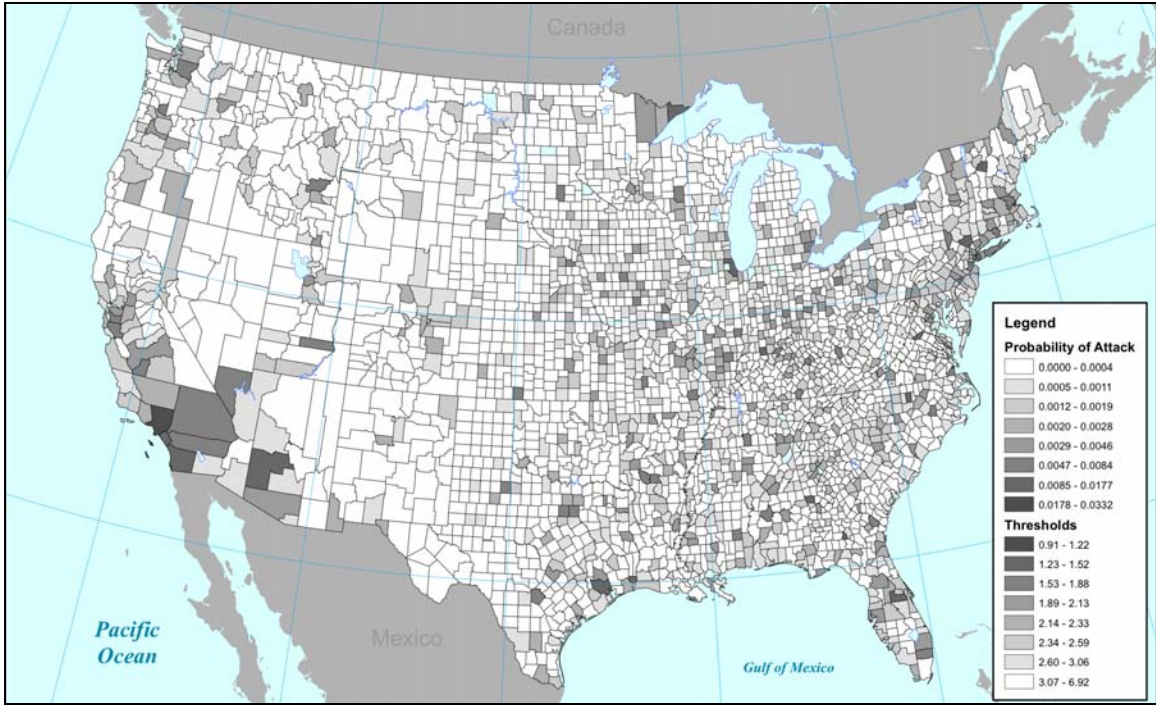 Canada
Mexico
Pacific
Ocean
Gulf of Mexico
Legend
Probability of Attack
0.0000 - 0.0004
0.0005 - 0.0011
0.0012 - 0.0019
0.0020 - 0.0028
0.0029 - 0.0046
0.0047 - 0.0084
0.0085 - 0.0177
0.0178 - 0.0332
Thresholds
0.91 - 1.22
1.23 - 1.52
1.53 - 1.88
1.89 - 2.13
2.14 - 2.33
2.34 - 2.59
2.60 - 3.06
3.07 - 6.92